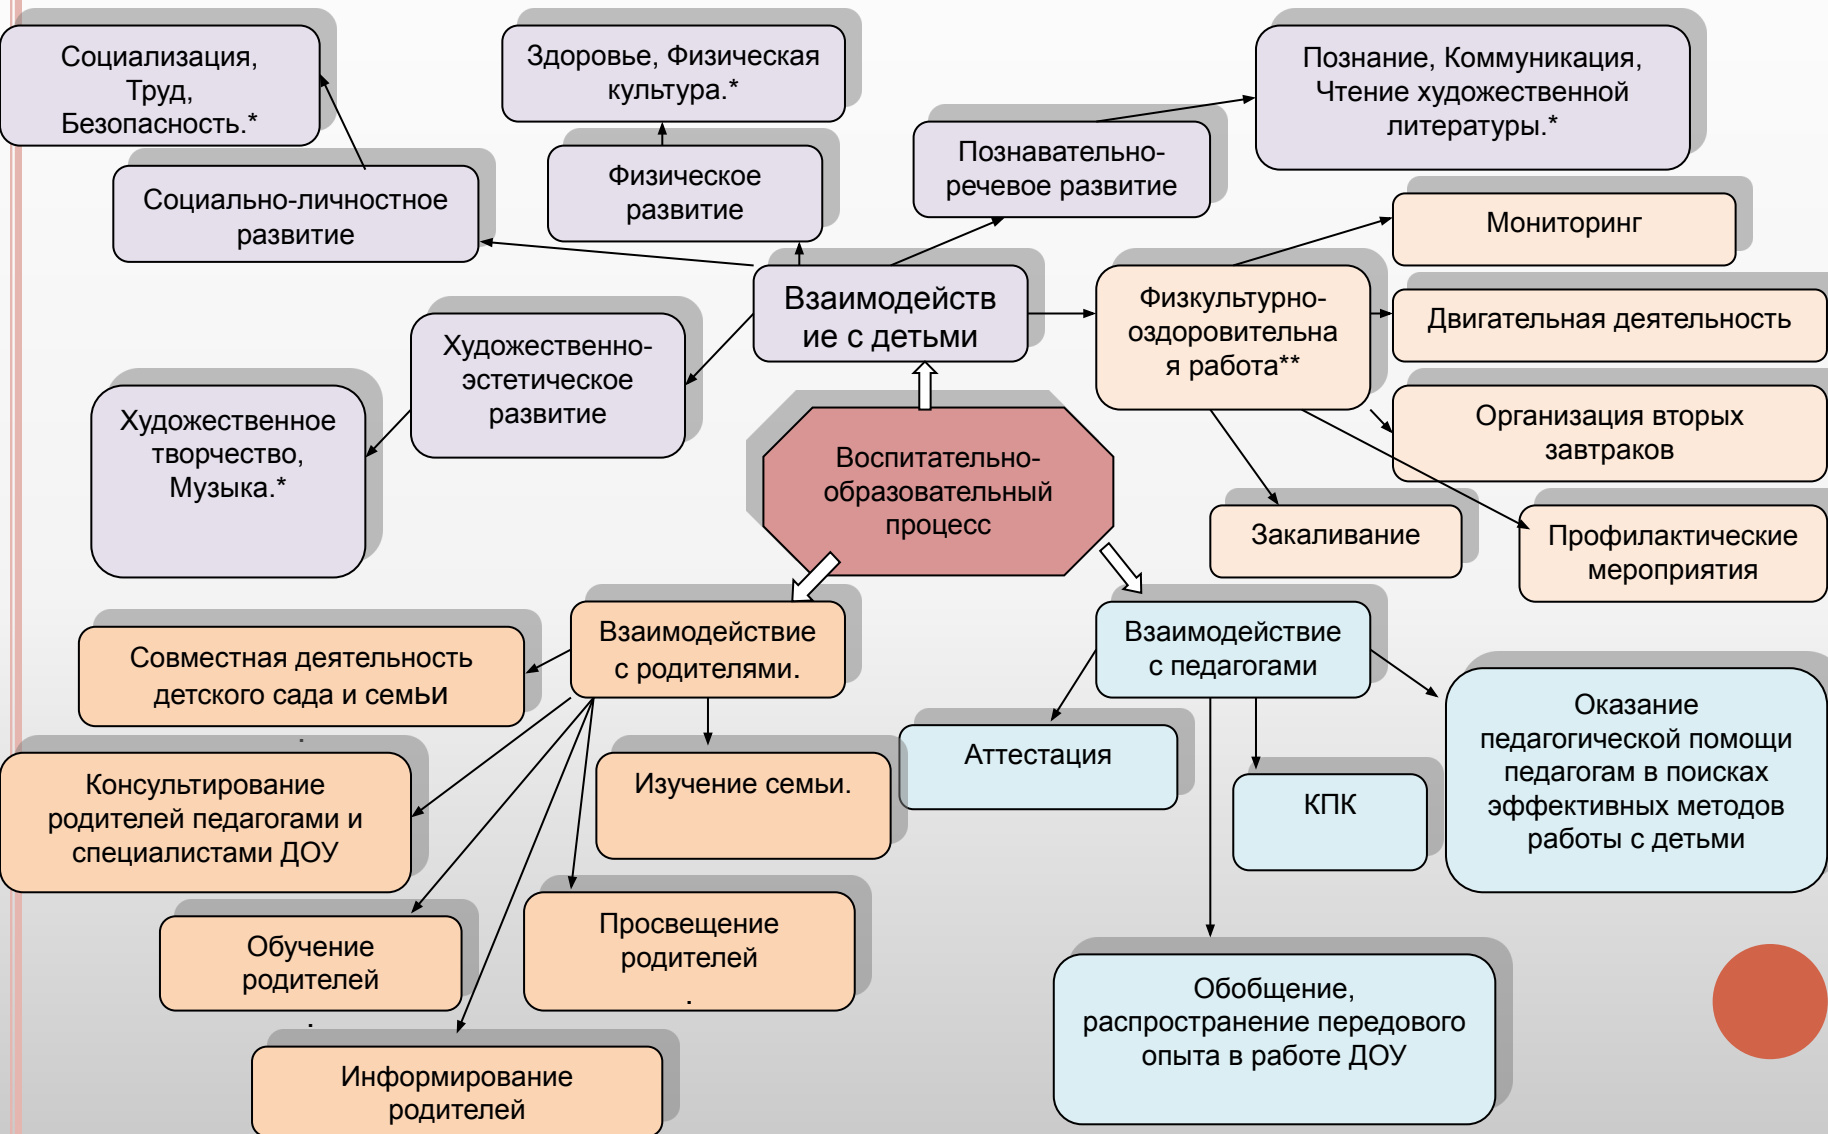 Социализация,
Труд,
Безопасность.*
Здоровье, Физическая
культура.*
Познание, Коммуникация,
Чтение художественной
литературы.*
Социально-личностное
развитие
Физическое
развитие
Познавательно-
речевое развитие
Мониторинг
Взаимодейств
ие с детьми
Физкультурно-
оздоровительна
я работа**
Двигательная деятельность
Художественно-
эстетическое
развитие
Художественное
творчество,
Музыка.*
Организация вторых
завтраков
Воспитательно-
образовательный
процесс
Закаливание
Профилактические
мероприятия
Взаимодействие
с родителями.
Взаимодействие
с педагогами
Совместная деятельность
детского сада и семьи
.
Консультирование
родителей педагогами и
специалистами ДОУ
Изучение семьи.
Аттестация
КПК
Оказание
педагогической помощи
педагогам в поисках
эффективных методов
работы с детьми
Обучение
родителей
.
Просвещение
родителей
.
Информирование
родителей
Обобщение,
распространение передового
опыта в работе ДОУ